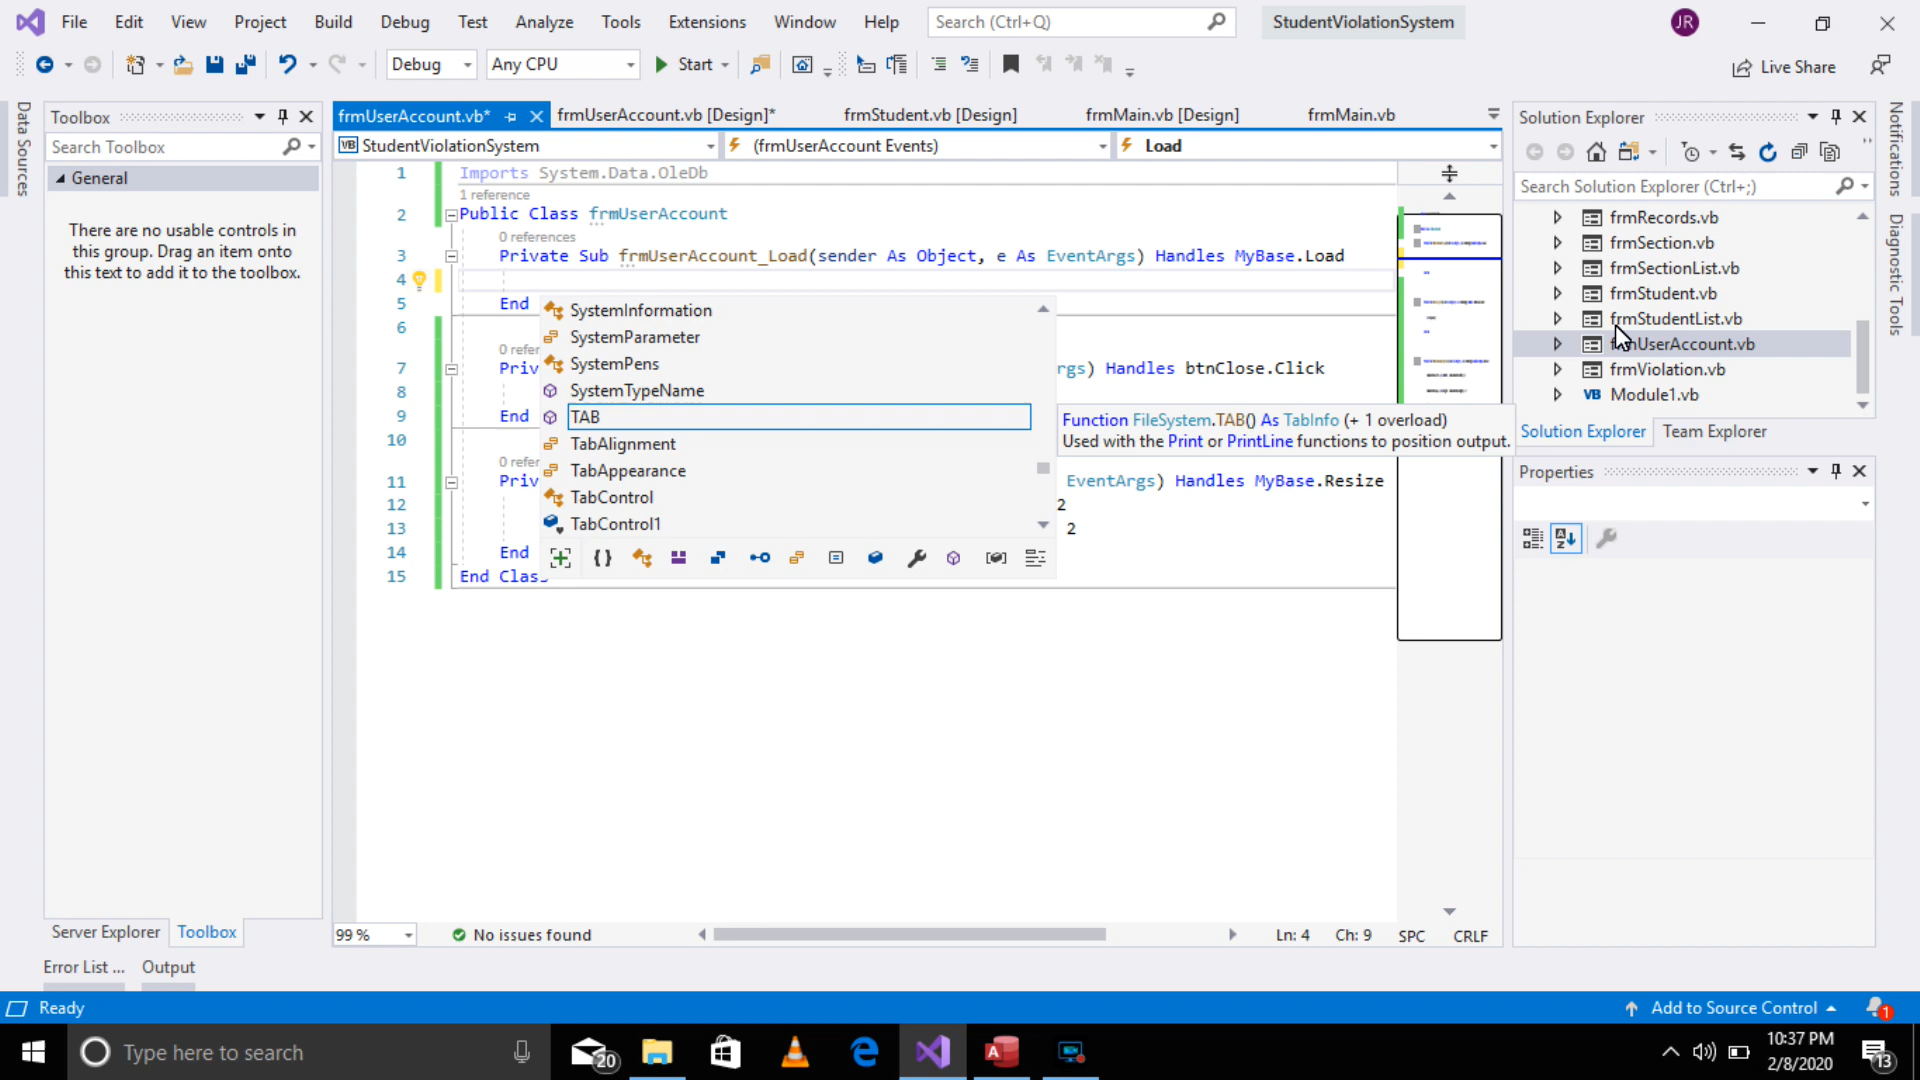 File Edit View Project Build Debug Test Analyze Tools Extensions Window Help Search (Ctrl+Q) StudentViolationSystem JR
Debug Any CPU Start Live Share
Data Sources
Toolbox
Search Toolbox
General
There are no usable controls in
this group. Drag an item onto
this text to add it to the toolbox.
Server Explorer Toolbox
frmUserAccount.vb* frmUserAccount.vb [Design]* frmStudent.vb [Design] frmMain.vb [Design] frmMain.vb
VB StudentViolationSystem (frmUserAccount Events) Load
1 Imports System.Data.OleDb
1 reference
2 Public Class frmUserAccount
0 references
3 Private Sub frmUserAccount_Load(sender As Object, e As EventArgs) Handles MyBase.Load
4
5 End
6
0 refer
7 Priv rgs) Handles btnClose.Click
8
9 End
10
0 refer
11 Priv EventArgs) Handles MyBase.Resize
12 2
13 2
14 End
15 End Class
SystemInformation
SystemParameter
SystemPens
SystemTypeName
TAB
TabAlignment
TabAppearance
TabControl
TabControl1
Function FileSystem.TAB() As TabInfo (+ 1 overload)
Used with the Print or PrintLine functions to position output.
99 % No issues found Ln: 4 Ch: 9 SPC CRLF
Solution Explorer
Search Solution Explorer (Ctrl+;)
frmRecords.vb
frmSection.vb
frmSectionList.vb
frmStudent.vb
frmStudentList.vb
frmUserAccount.vb
frmViolation.vb
VB Module1.vb
Solution Explorer Team Explorer
Properties
Notifications
Diagnostic Tools
Error List ... Output
Ready Add to Source Control 1
Type here to search 20 10:37 PM
2/8/2020 13